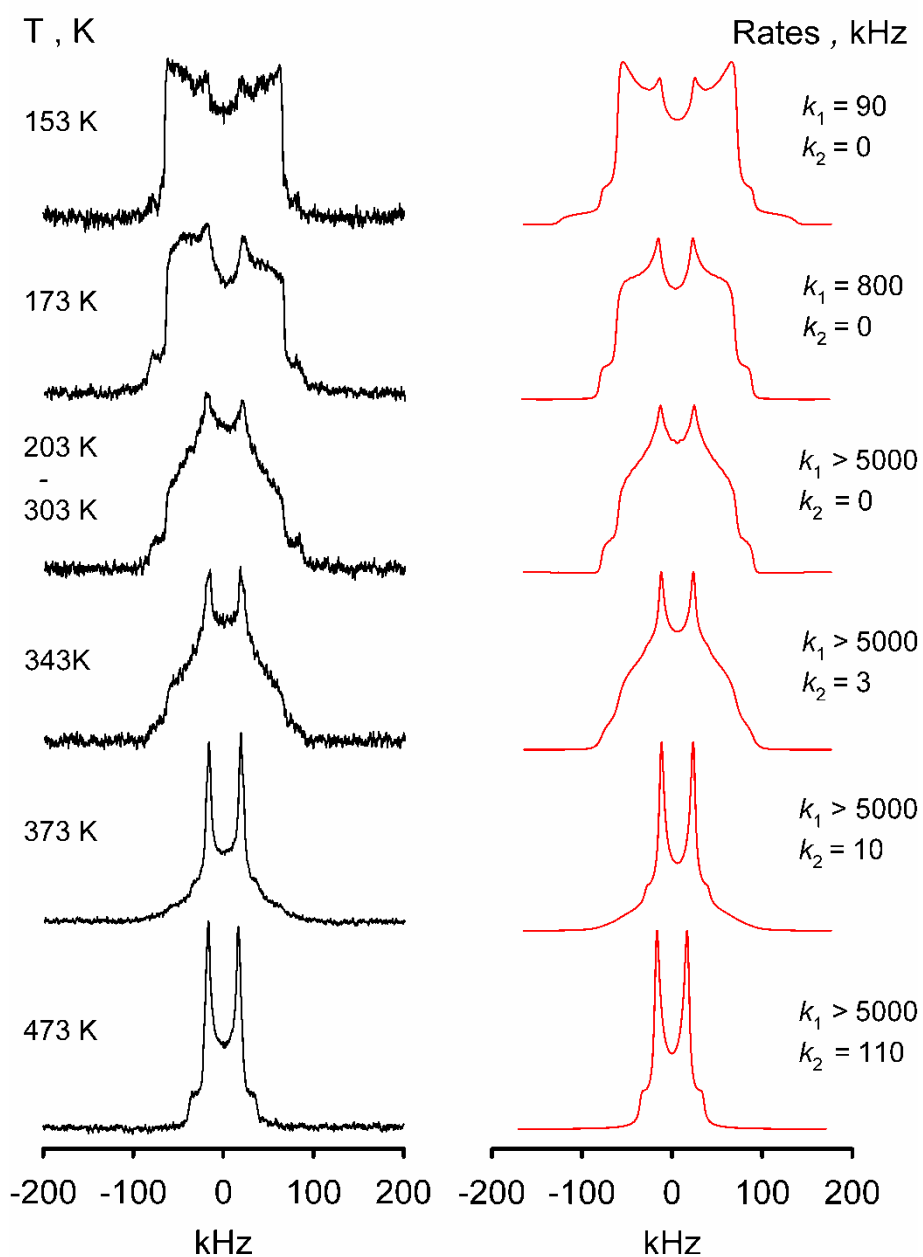 T , K
Rates , kHz
153 K
k₁ = 90
k₂ = 0
173 K
k₁ = 800
k₂ = 0
203 K
-
303 K
k₁ > 5000
k₂ = 0
343K
k₁ > 5000
k₂ = 3
373 K
k₁ > 5000
k₂ = 10
473 K
k₁ > 5000
k₂ = 110
-200 -100 0 100 200
-200 -100 0 100 200
kHz
kHz